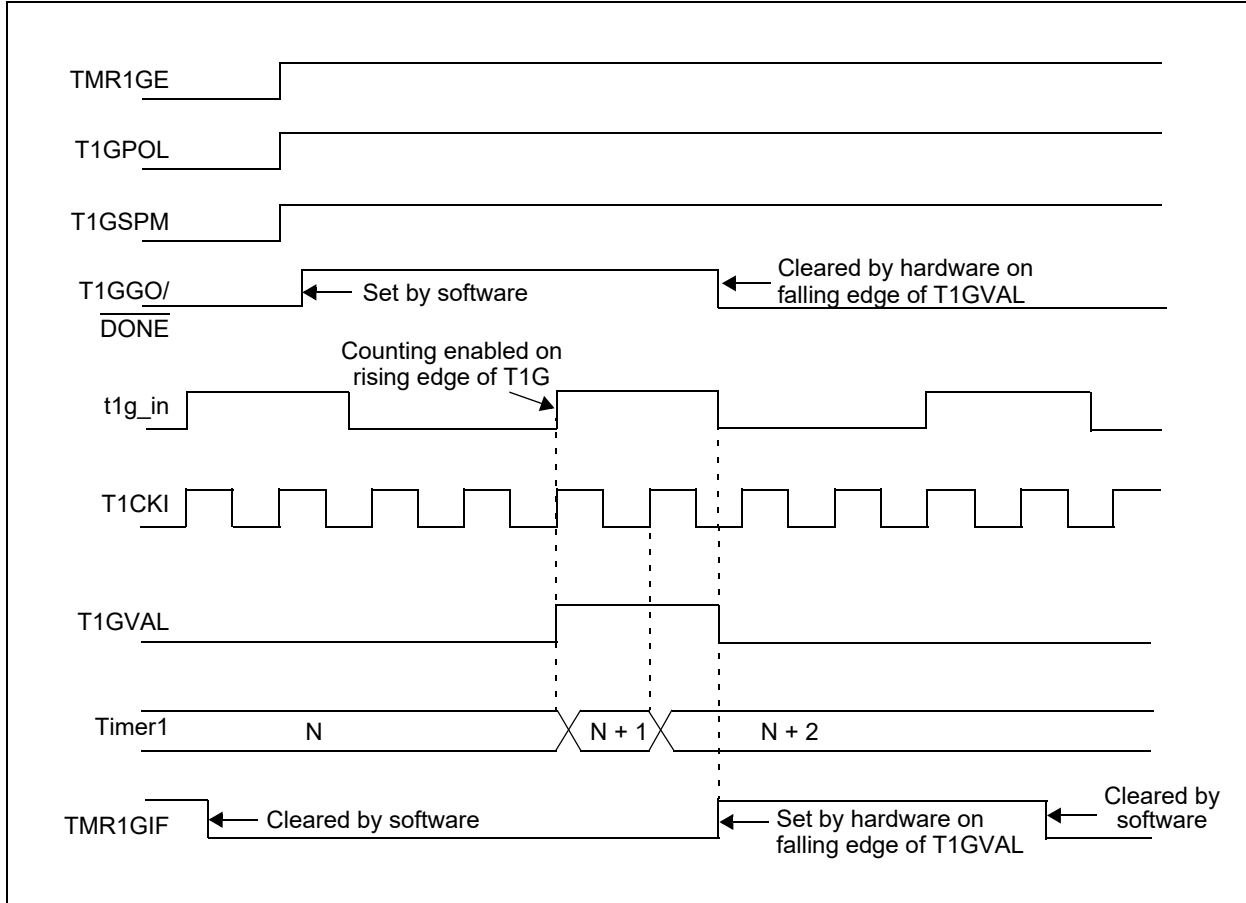 TMR1GE
T1GPOL
T1GSPM
T1GGO/
DONE
Set by software
Cleared by hardware on
falling edge of T1GVAL
Counting enabled on
rising edge of T1G
t1g_in
T1CKI
T1GVAL
Timer1
N
N + 1
N + 2
TMR1GIF
Cleared by software
Set by hardware on
falling edge of T1GVAL
Cleared by
software